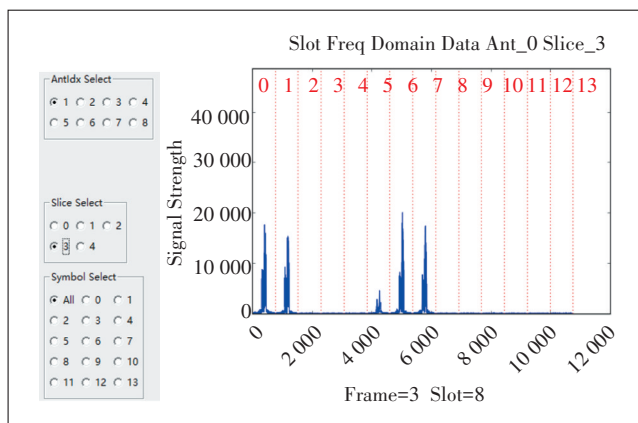 Slot Freq Domain Data Ant_0 Slice_3
AntIdx Select
1 2 3 4
5 6 7 8
Slice Select
0 1 2
3 4
Symbol Select
All 0 1
2 3 4
5 6 7
8 9 10
11 12 13
0 1 2 3 4 5 6 7 8 9 10 11 12 13
Signal Strength
40 000
30 000
20 000
10 000
0
0 2 000 4 000 6 000 8 000 10 000 12 000
Frame=3 Slot=8